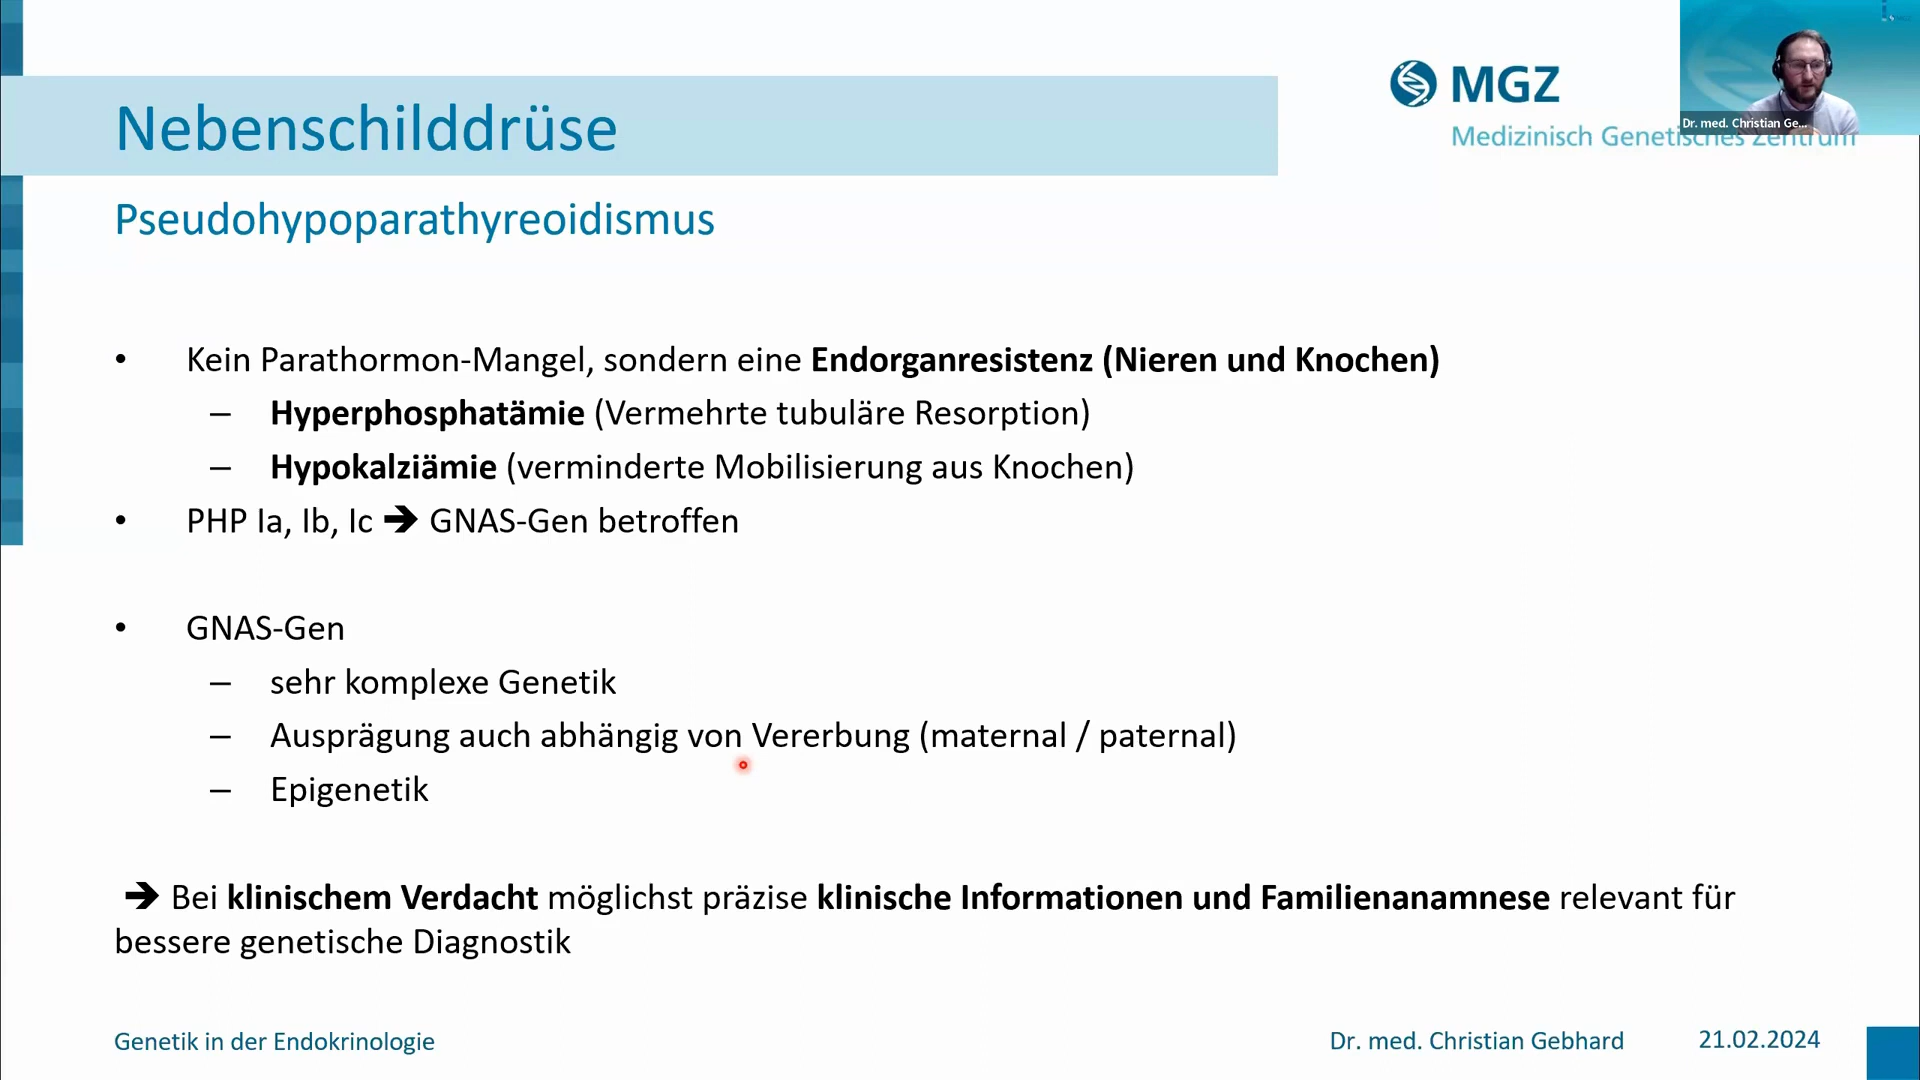 MGZ
Medizinisch Genetisches Zentrum
Dr. med. Christian Ge...
Nebenschilddrüse
Pseudohypoparathyreoidismus
• Kein Parathormon-Mangel, sondern eine Endorganresistenz (Nieren und Knochen)
– Hyperphosphatämie (Vermehrte tubuläre Resorption)
– Hypokalziämie (verminderte Mobilisierung aus Knochen)
• PHP Ia, Ib, Ic ➔ GNAS-Gen betroffen
• GNAS-Gen
– sehr komplexe Genetik
– Ausprägung auch abhängig von Vererbung (maternal / paternal)
– Epigenetik
➔ Bei klinischem Verdacht möglichst präzise klinische Informationen und Familienanamnese relevant für
bessere genetische Diagnostik
Genetik in der Endokrinologie
Dr. med. Christian Gebhard
21.02.2024